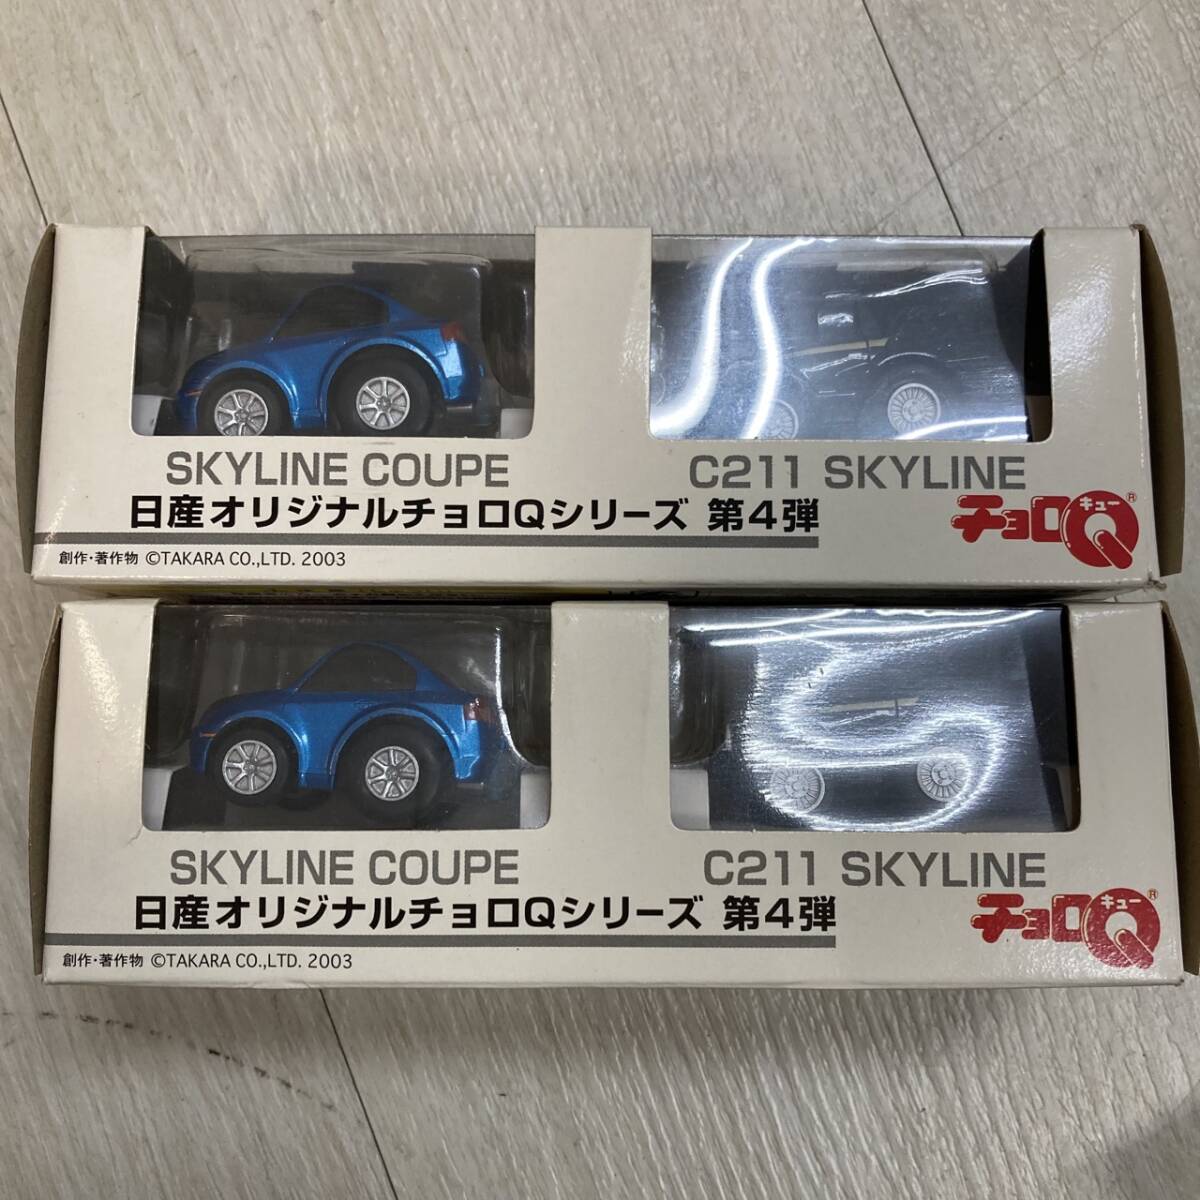 SKYLINE COUPE
C211 SKYLINE
日産オリジナルチョロQシリーズ 第4弾
チョロQ
キュー
®
創作・著作物 ©TAKARA CO.,LTD. 2003
SKYLINE COUPE
C211 SKYLINE
日産オリジナルチョロQシリーズ 第4弾
チョロQ
キュー
®
創作・著作物 ©TAKARA CO.,LTD. 2003